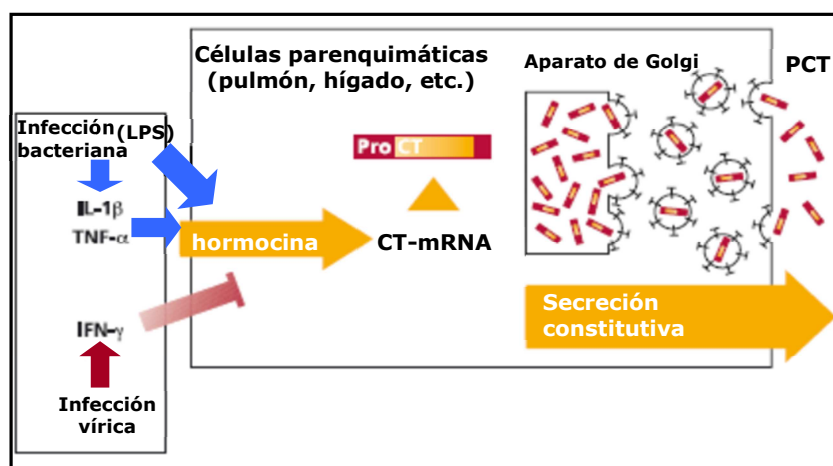 Células parenquimáticas
(pulmón, hígado, etc.)
Aparato de Golgi
PCT
Infección (LPS)
bacteriana
IL-1β
TNF-α
Pro CT
hormocina
CT-mRNA
IFN-γ
Infección
vírica
Secreción
constitutiva